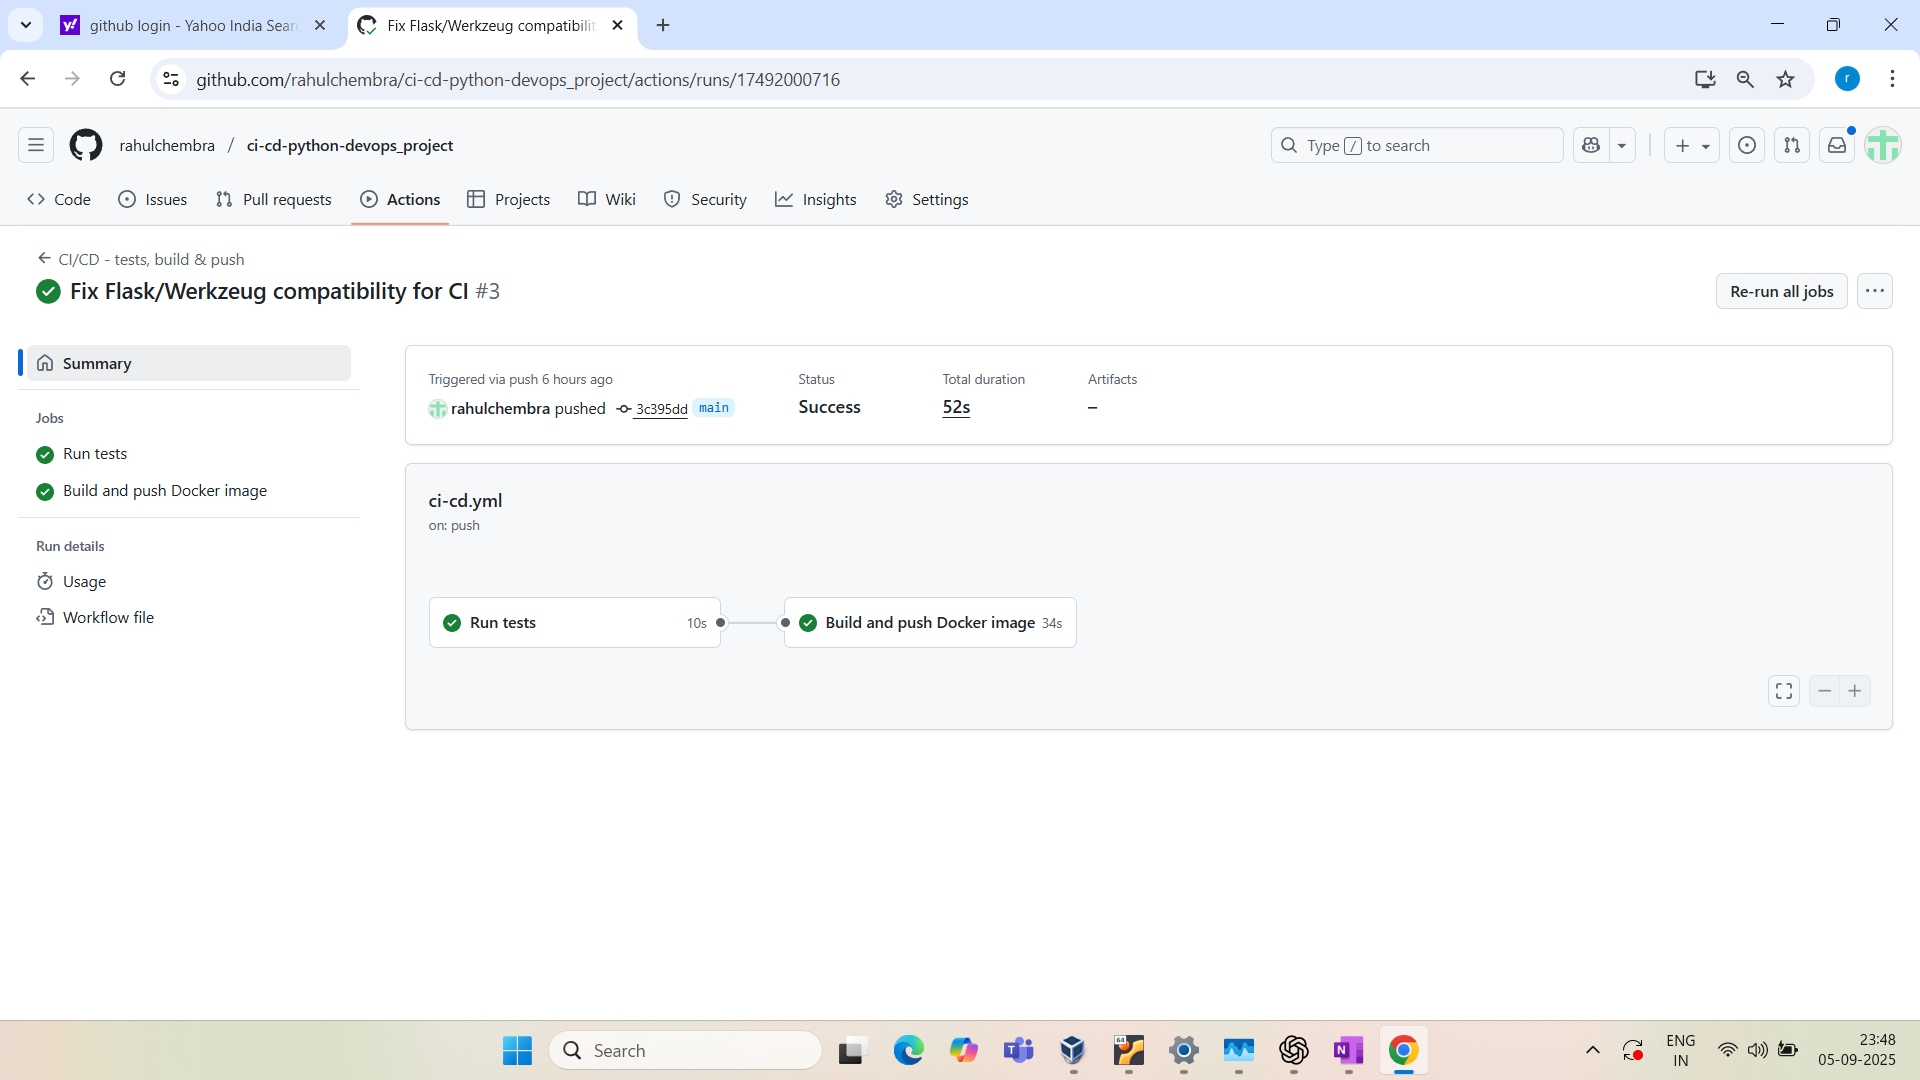 github login - Yahoo India Sear
Fix Flask/Werkzeug compatibilit
github.com/rahulchembra/ci-cd-python-devops_project/actions/runs/17492000716
r
rahulchembra / ci-cd-python-devops_project
Type / to search
Code Issues Pull requests Actions Projects Wiki Security Insights Settings
CI/CD - tests, build & push
Fix Flask/Werkzeug compatibility for CI #3
Re-run all jobs
Summary
Jobs
Run tests
Build and push Docker image
Run details
Usage
Workflow file
Triggered via push 6 hours ago
rahulchembra pushed 3c395dd main
Status
Success
Total duration
52s
Artifacts
–
ci-cd.yml
on: push
Run tests 10s
Build and push Docker image 34s
Search
64
ENG
IN
23:48
05-09-2025